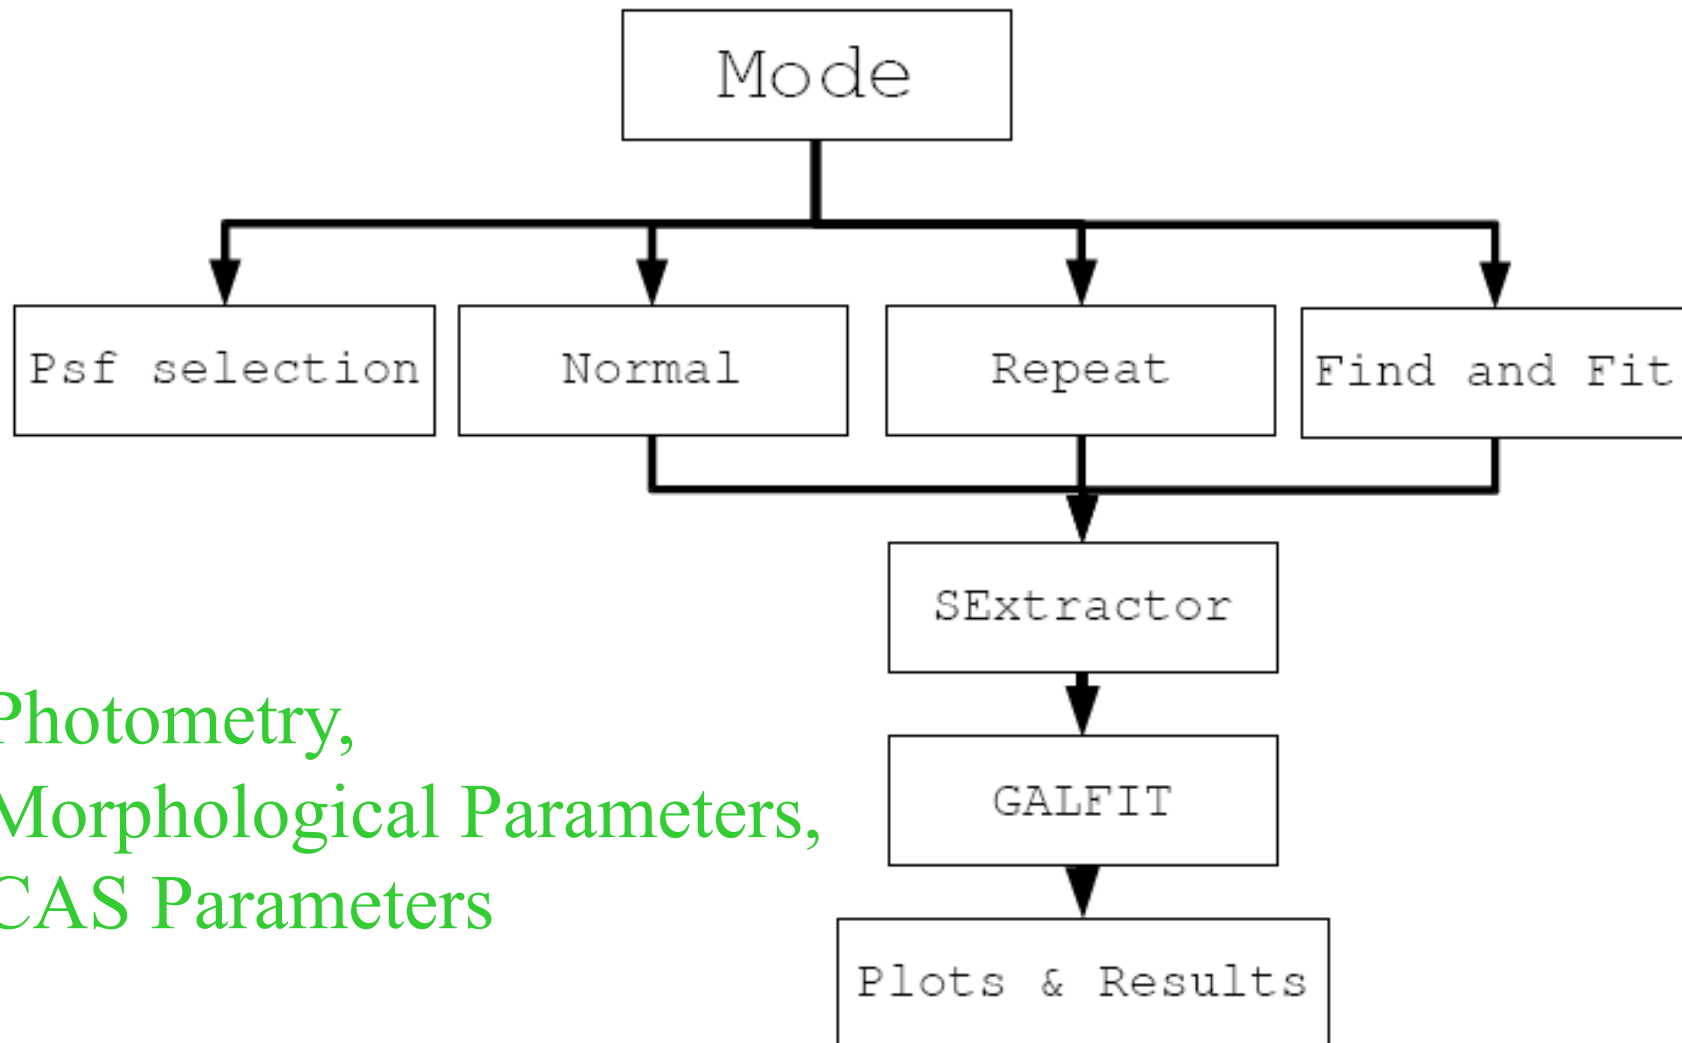 Mode
Psf selection
Normal
Repeat
Find and Fit
SExtractor
Photometry,
Morphological Parameters,
GALFIT
CAS Parameters
Plots & Results